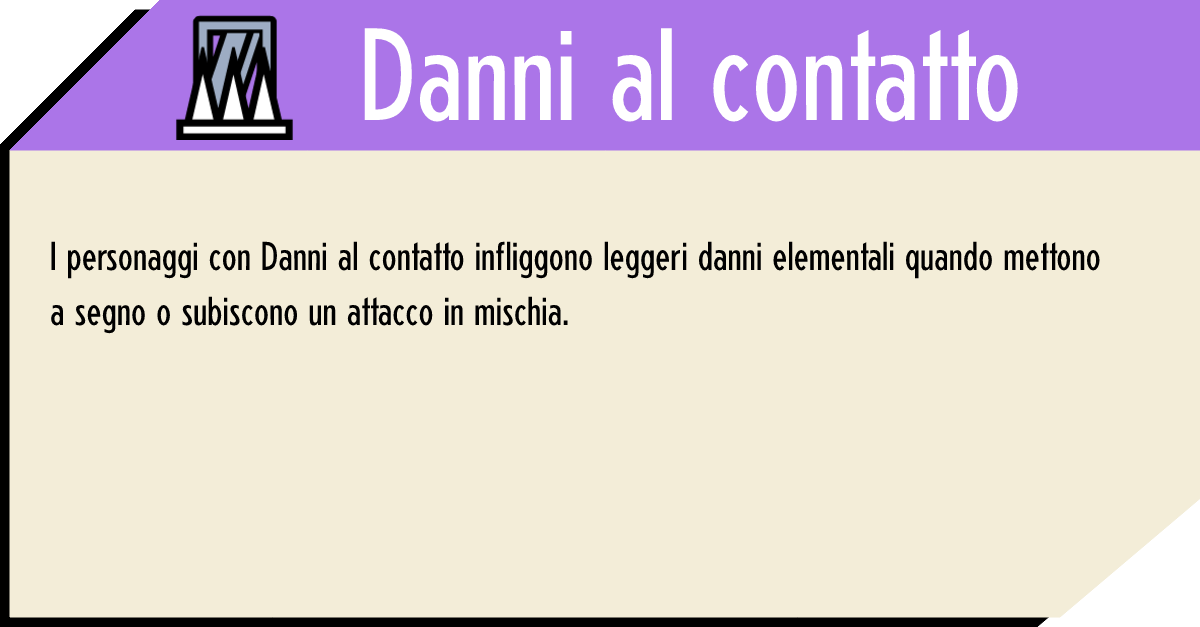 Danni al contatto
I personaggi con Danni al contatto infliggono leggeri danni elementali quando mettono
a segno o subiscono un attacco in mischia.